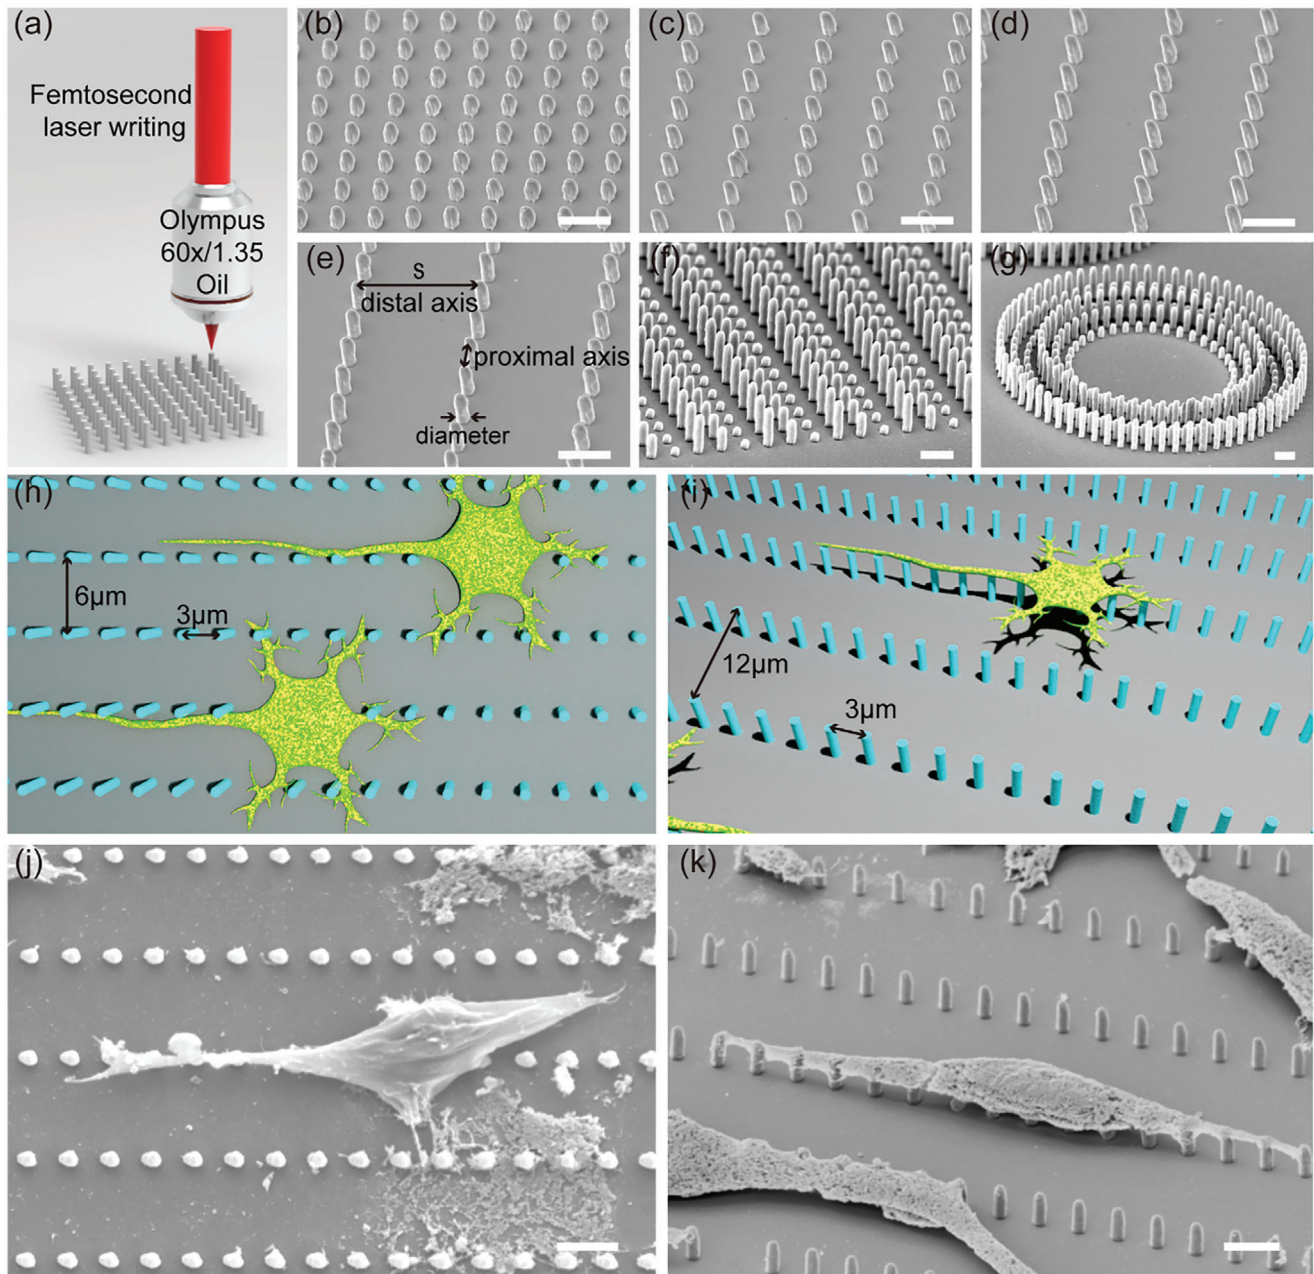 (a)
Femtosecond
laser writing
Olympus
60x/1.35
Oil
(b)
(c)
(d)
(e)
s
distal axis
proximal axis
diameter
(f)
(g)
(h)
6μm
3μm
(i)
12μm
3μm
(j)
(k)